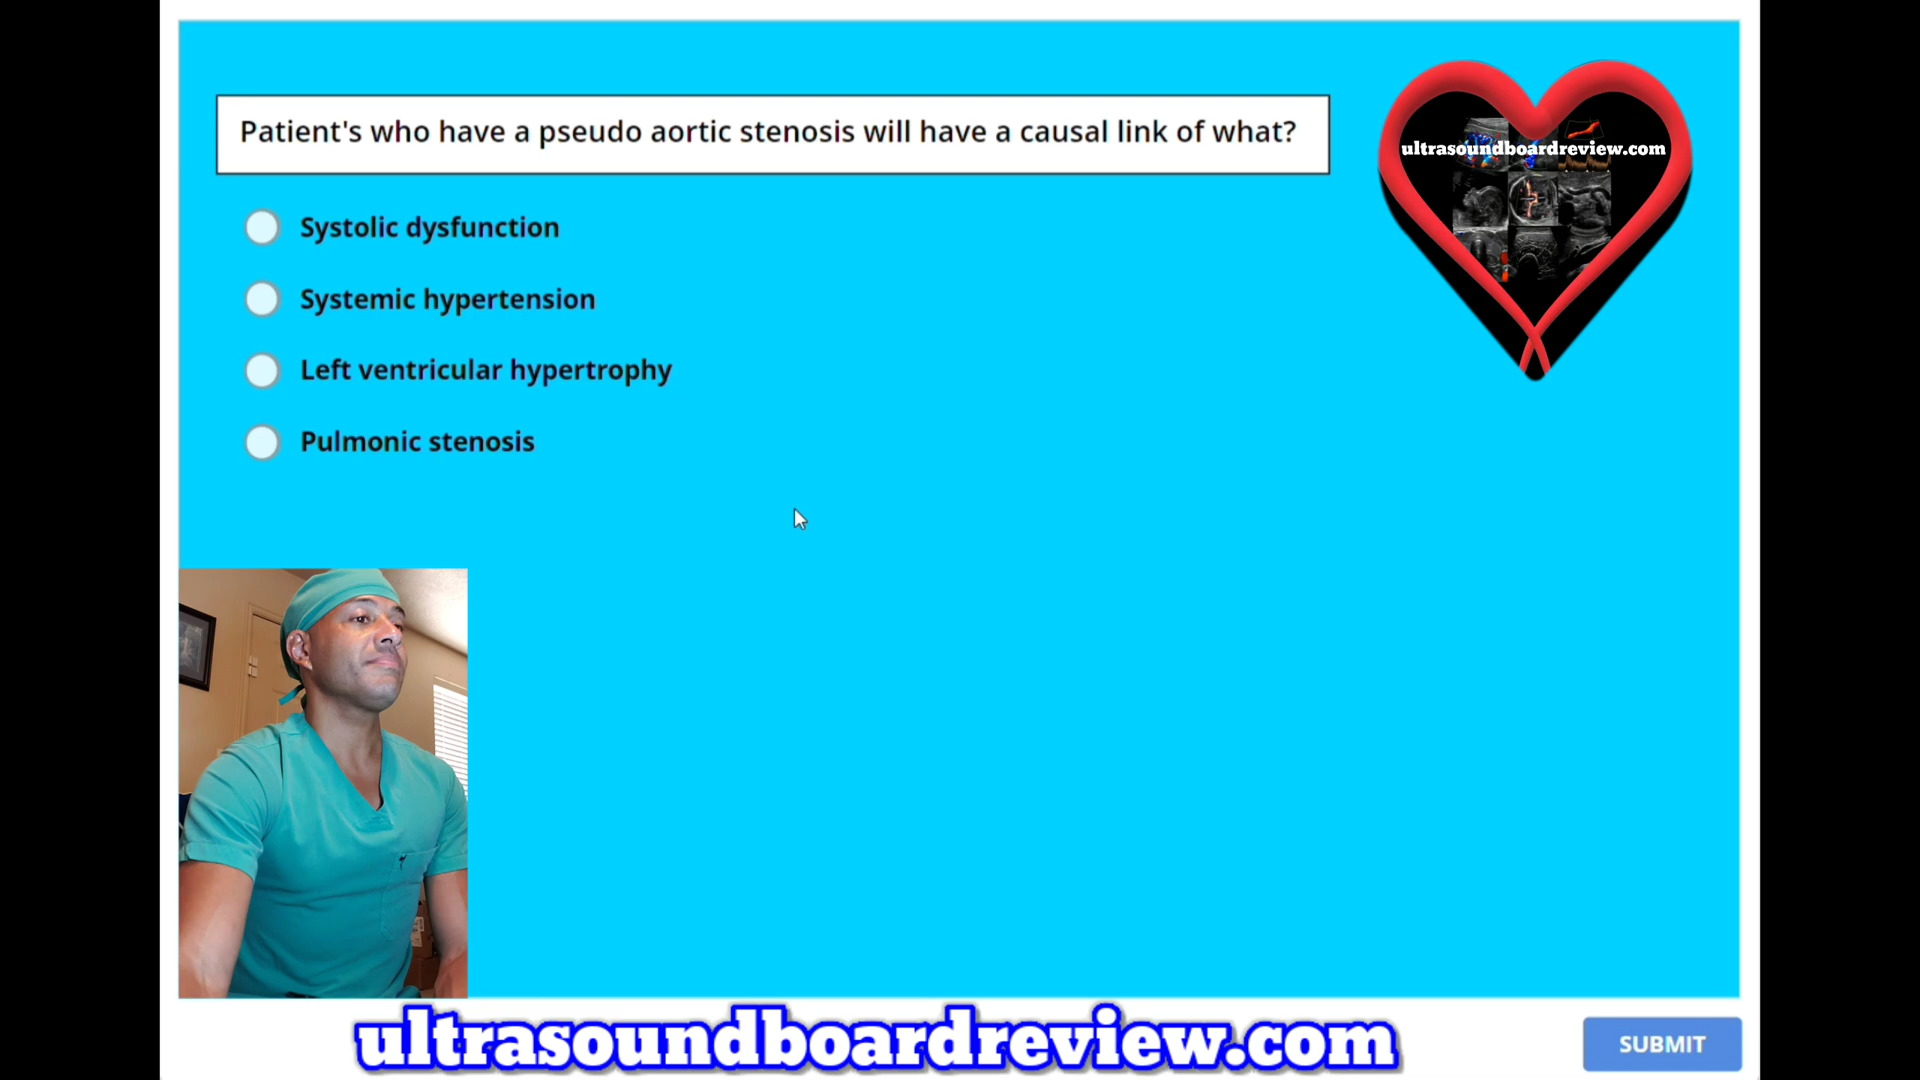 Patient's who have a pseudo aortic stenosis will have a causal link of what?
ultrasoundboardreview.com
Systolic dysfunction
Systemic hypertension
Left ventricular hypertrophy
Pulmonic stenosis
ultrasoundboardreview.com
SUBMIT